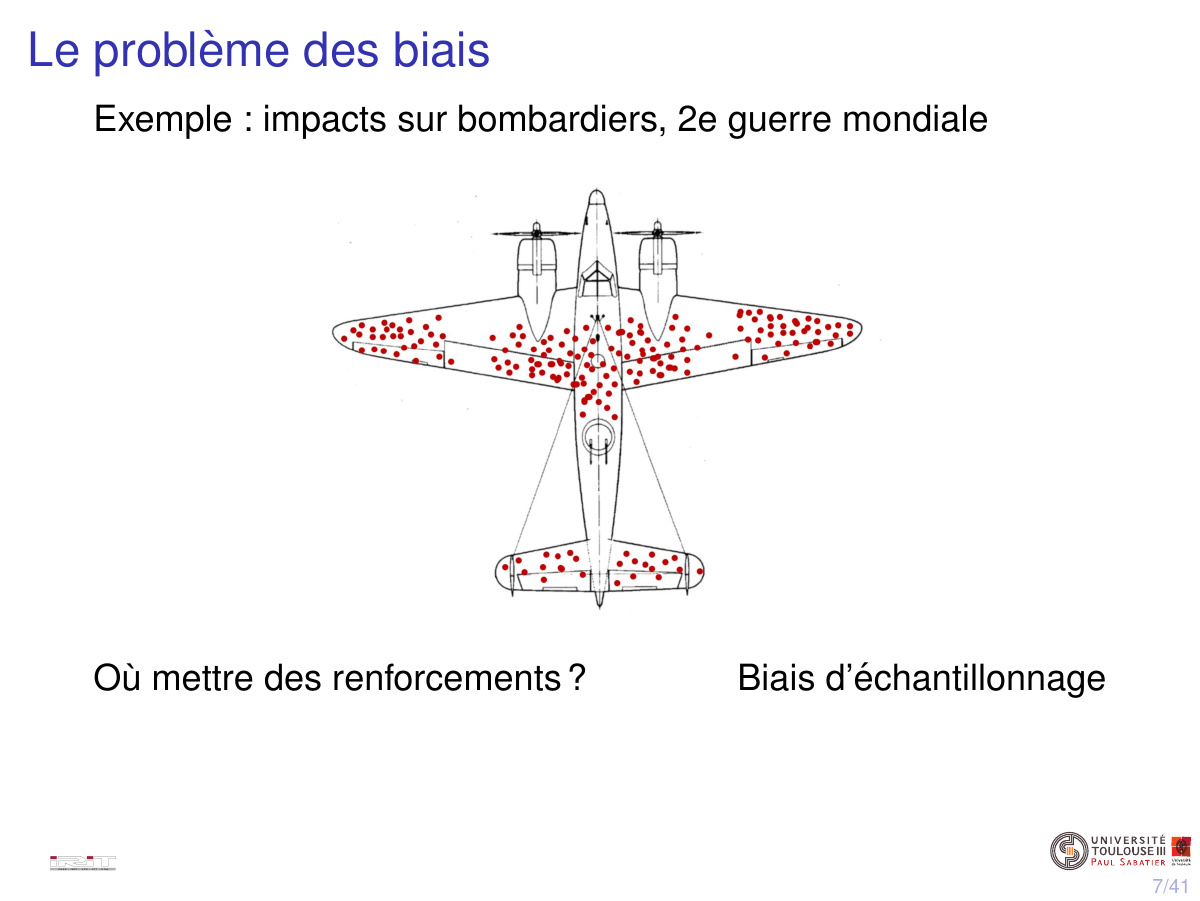 Le problème des biais
Exemple : impacts sur bombardiers, 2e guerre mondiale
Où mettre des renforcements ?
Biais d'échantillonnage
IRIT
UNIVERSITÉ
TOULOUSE III
PAUL SABATIER
7/41